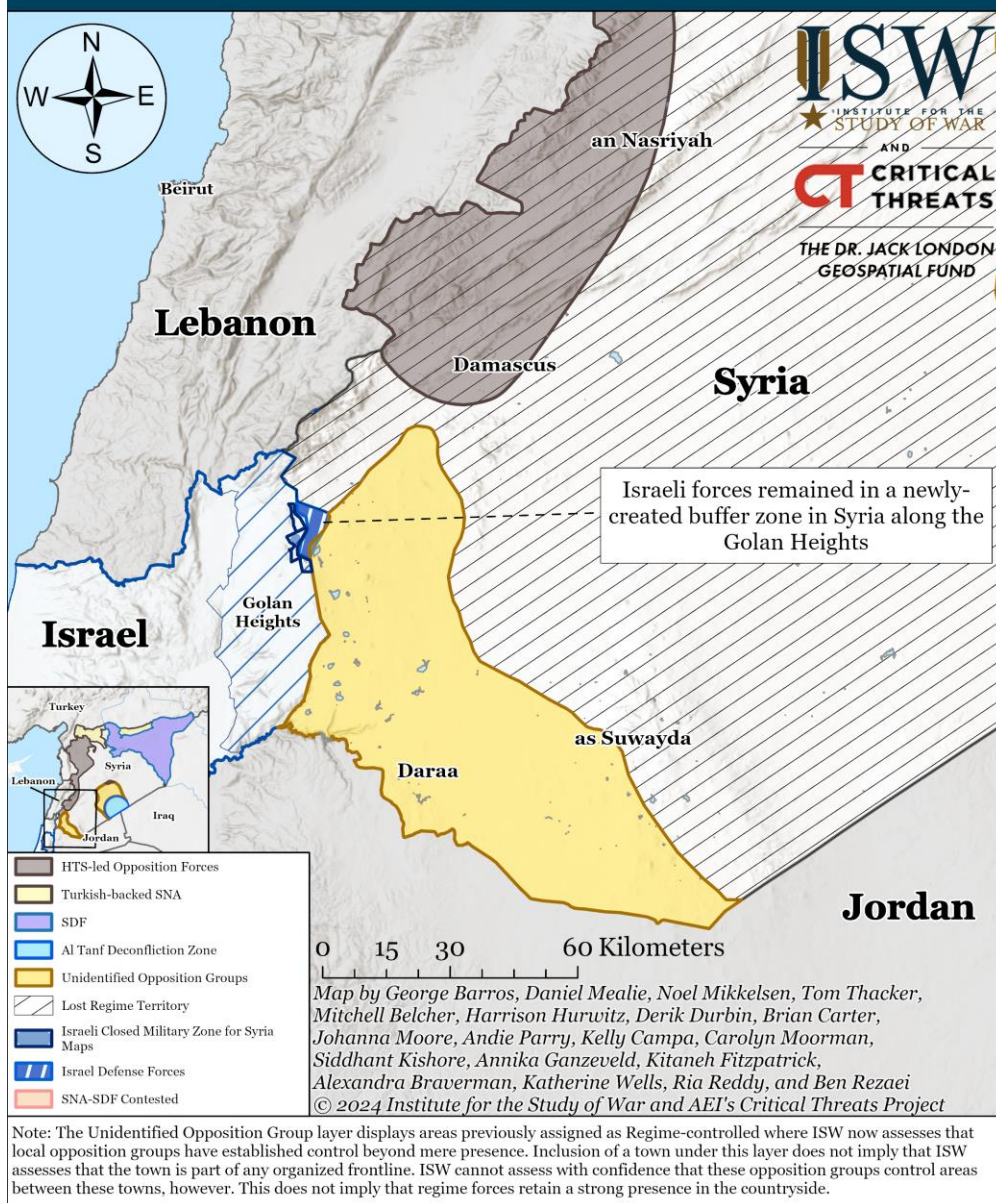 N
W E
S
ISW
INSTITUTE FOR THE
STUDY OF WAR
AND
CT CRITICAL
THREATS
THE DR. JACK LONDON
GEOSPATIAL FUND
an Nasriyah
Beirut
Lebanon
Damascus
Syria
Israeli forces remained in a newly-
created buffer zone in Syria along the
Golan Heights
Golan
Heights
Israel
as Suwayda
Daraa
Jordan
Turkey
Syria
Lebanon
Iraq
Jordan
HTS-led Opposition Forces
Turkish-backed SNA
SDF
Al Tanf Deconfliction Zone
Unidentified Opposition Groups
Lost Regime Territory
Israeli Closed Military Zone for Syria
Maps
Israel Defense Forces
SNA-SDF Contested
0 15 30 60 Kilometers
Map by George Barros, Daniel Mealie, Noel Mikkelsen, Tom Thacker,
Mitchell Belcher, Harrison Hurwitz, Derik Durbin, Brian Carter,
Johanna Moore, Andie Parry, Kelly Campa, Carolyn Moorman,
Siddhant Kishore, Annika Ganzeveld, Kitaneh Fitzpatrick,
Alexandra Braverman, Katherine Wells, Ria Reddy, and Ben Rezaei
© 2024 Institute for the Study of War and AEI's Critical Threats Project
Note: The Unidentified Opposition Group layer displays areas previously assigned as Regime-controlled where ISW now assesses that
local opposition groups have established control beyond mere presence. Inclusion of a town under this layer does not imply that ISW
assesses that the town is part of any organized frontline. ISW cannot assess with confidence that these opposition groups control areas
between these towns, however. This does not imply that regime forces retain a strong presence in the countryside.